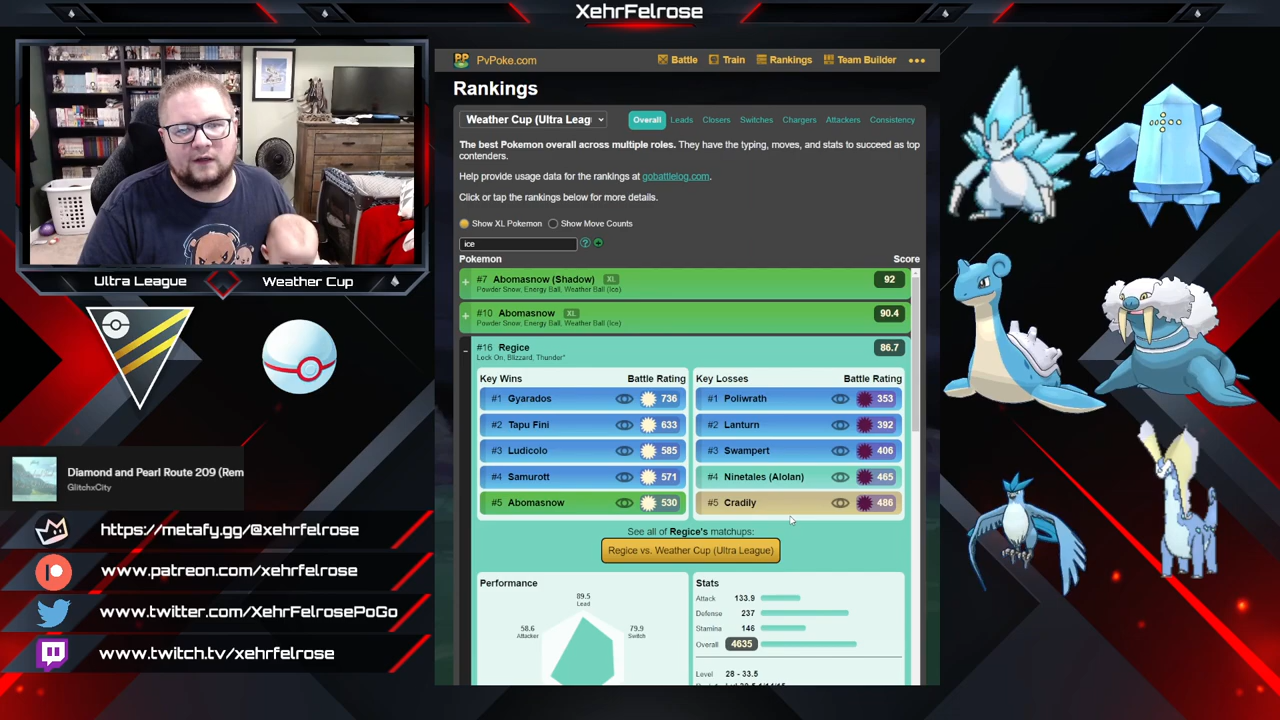 XehrFelrose
PvPoke.com
Battle
Train
Rankings
Team Builder
Rankings
Weather Cup (Ultra Leagu
Overall
Leads
Closers
Switches
Chargers
Attackers
Consistency
The best Pokemon overall across multiple roles. They have the typing, moves, and stats to succeed as top
contenders.
Help provide usage data for the rankings at gobattlelog.com.
Click or tap the rankings below for more details.
Show XL Pokemon
Show Move Counts
ice
?
Pokemon
Score
+ #7 Abomasnow (Shadow) XL 92
Powder Snow, Energy Ball, Weather Ball (Ice)
+ #10 Abomasnow XL 90.4
Powder Snow, Energy Ball, Weather Ball (Ice)
- #16 Regice 86.7
Lock On, Blizzard, Thunder*
Key Wins Battle Rating
#1 Gyarados 736
#2 Tapu Fini 633
#3 Ludicolo 585
#4 Samurott 571
#5 Abomasnow 530
Key Losses Battle Rating
#1 Poliwrath 353
#2 Lanturn 392
#3 Swampert 406
#4 Ninetales (Alolan) 465
#5 Cradily 486
See all of Regice's matchups:
Regice vs. Weather Cup (Ultra League)
Performance
89.5
Lead
58.6
Attacker
79.9
Switch
Stats
Attack 133.9
Defense 237
Stamina 146
Overall 4635
Level 28 - 33.5
Ultra League
Weather Cup
Diamond and Pearl Route 209 (Rem
GlitchxCity
https://metafy.gg/@xehrfelrose
www.patreon.com/xehrfelrose
www.twitter.com/XehrFelrosePoGo
www.twitch.tv/xehrfelrose